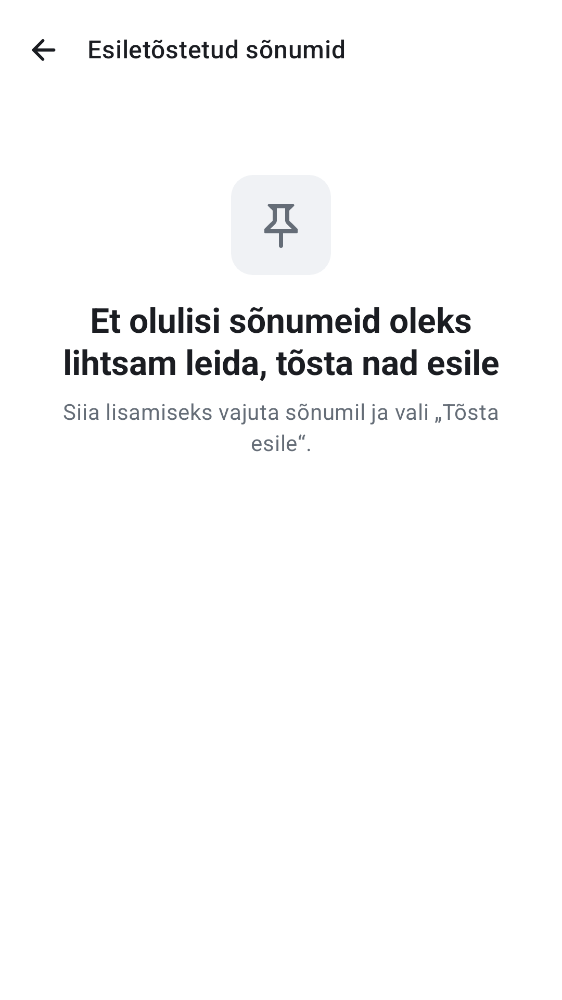 Esiletõstetud sõnumid
Et olulisi sõnumeid oleks
lihtsam leida, tõsta nad esile
Siia lisamiseks vajuta sõnumil ja vali „Tõsta
esile“.